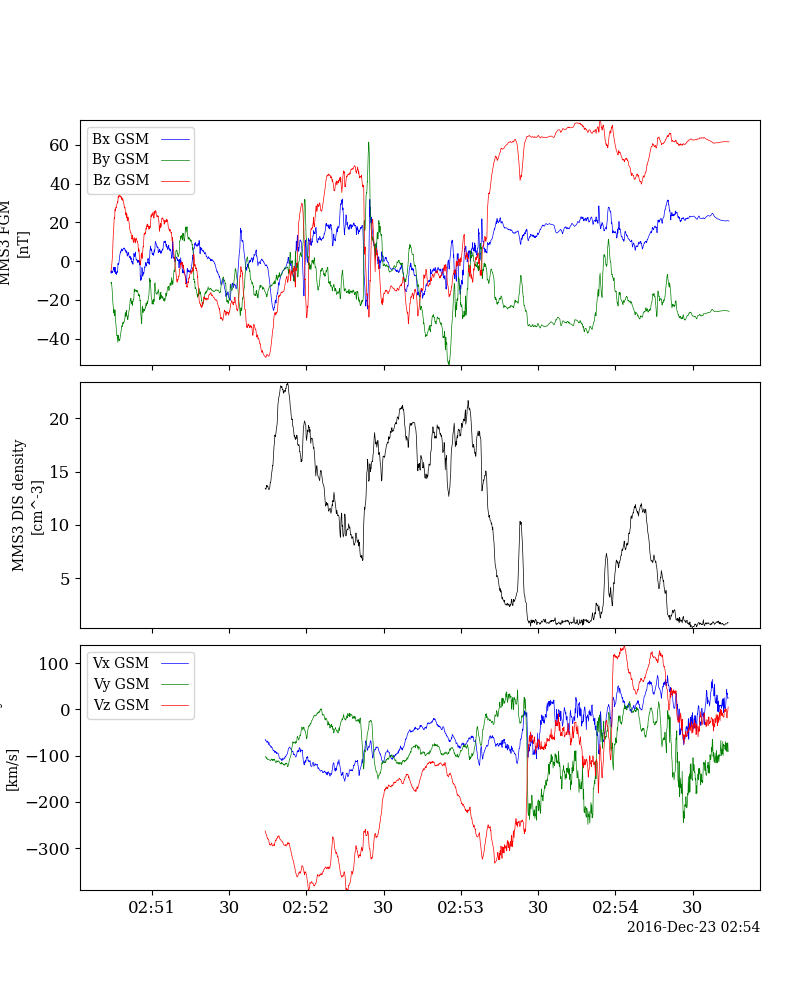 Bx GSM
By GSM
Bz GSM
60
40
20
0
−20
−40
MMS3 FGM
[nT]
20
15
10
5
MMS3 DIS density
[cm^-3]
Vx GSM
Vy GSM
Vz GSM
100
0
−100
−200
−300
[km/s]
02:51 30 02:52 30 02:53 30 02:54 30
2016-Dec-23 02:54